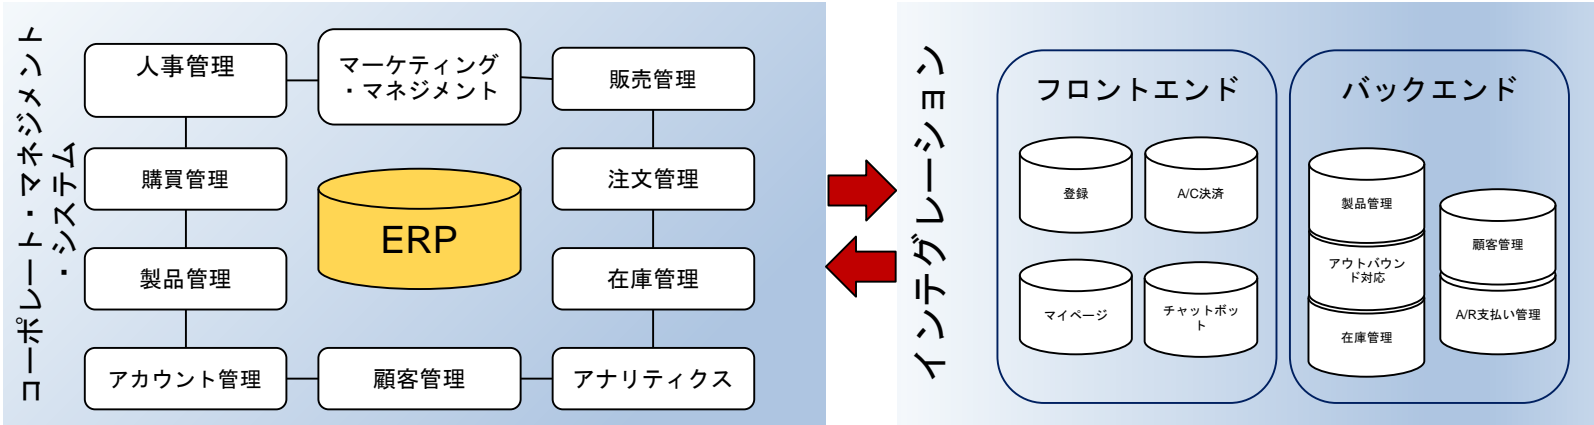 コーポレート・マネジメント
・システム
人事管理
マーケティング
・マネジメント
販売管理
購買管理
注文管理
ERP
製品管理
在庫管理
アカウント管理
顧客管理
アナリティクス
インテグレーション
フロントエンド
登録
A/C決済
マイページ
チャットボッ
ト
バックエンド
製品管理
アウトバウン
ド対応
在庫管理
顧客管理
A/R支払い管理